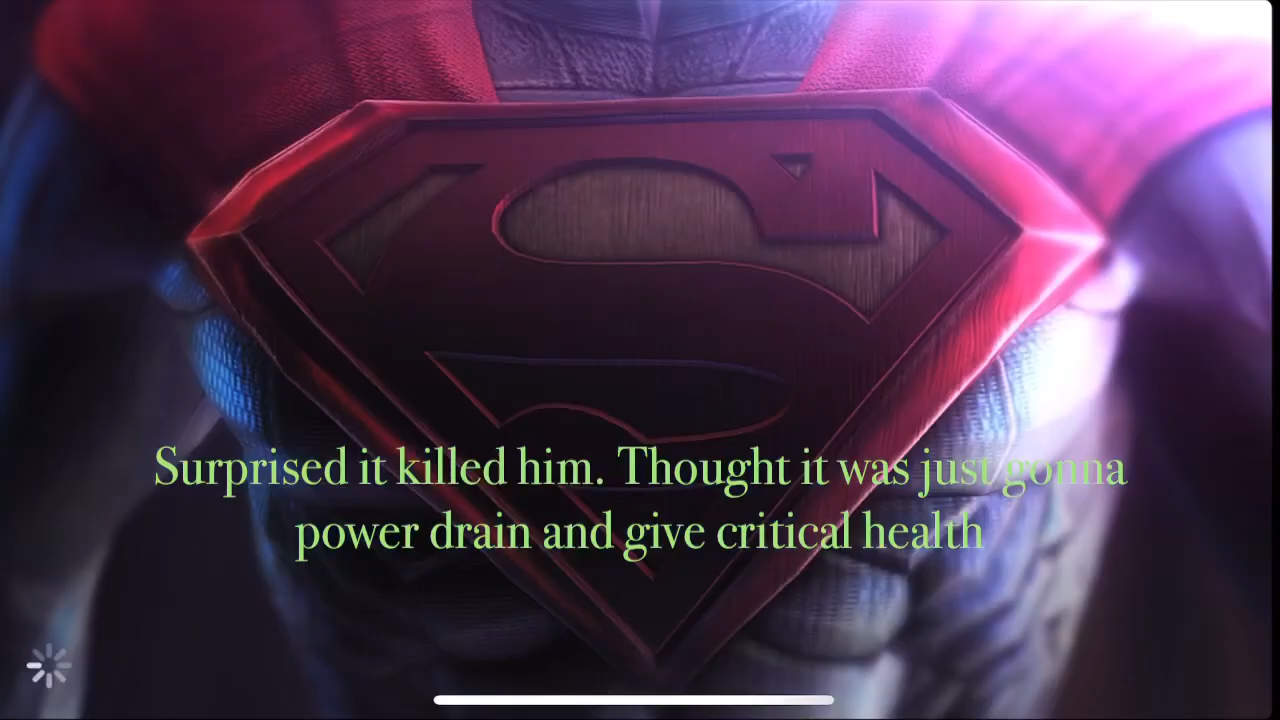 Surprised it killed him. Thought it was just gonna
power drain and give critical health